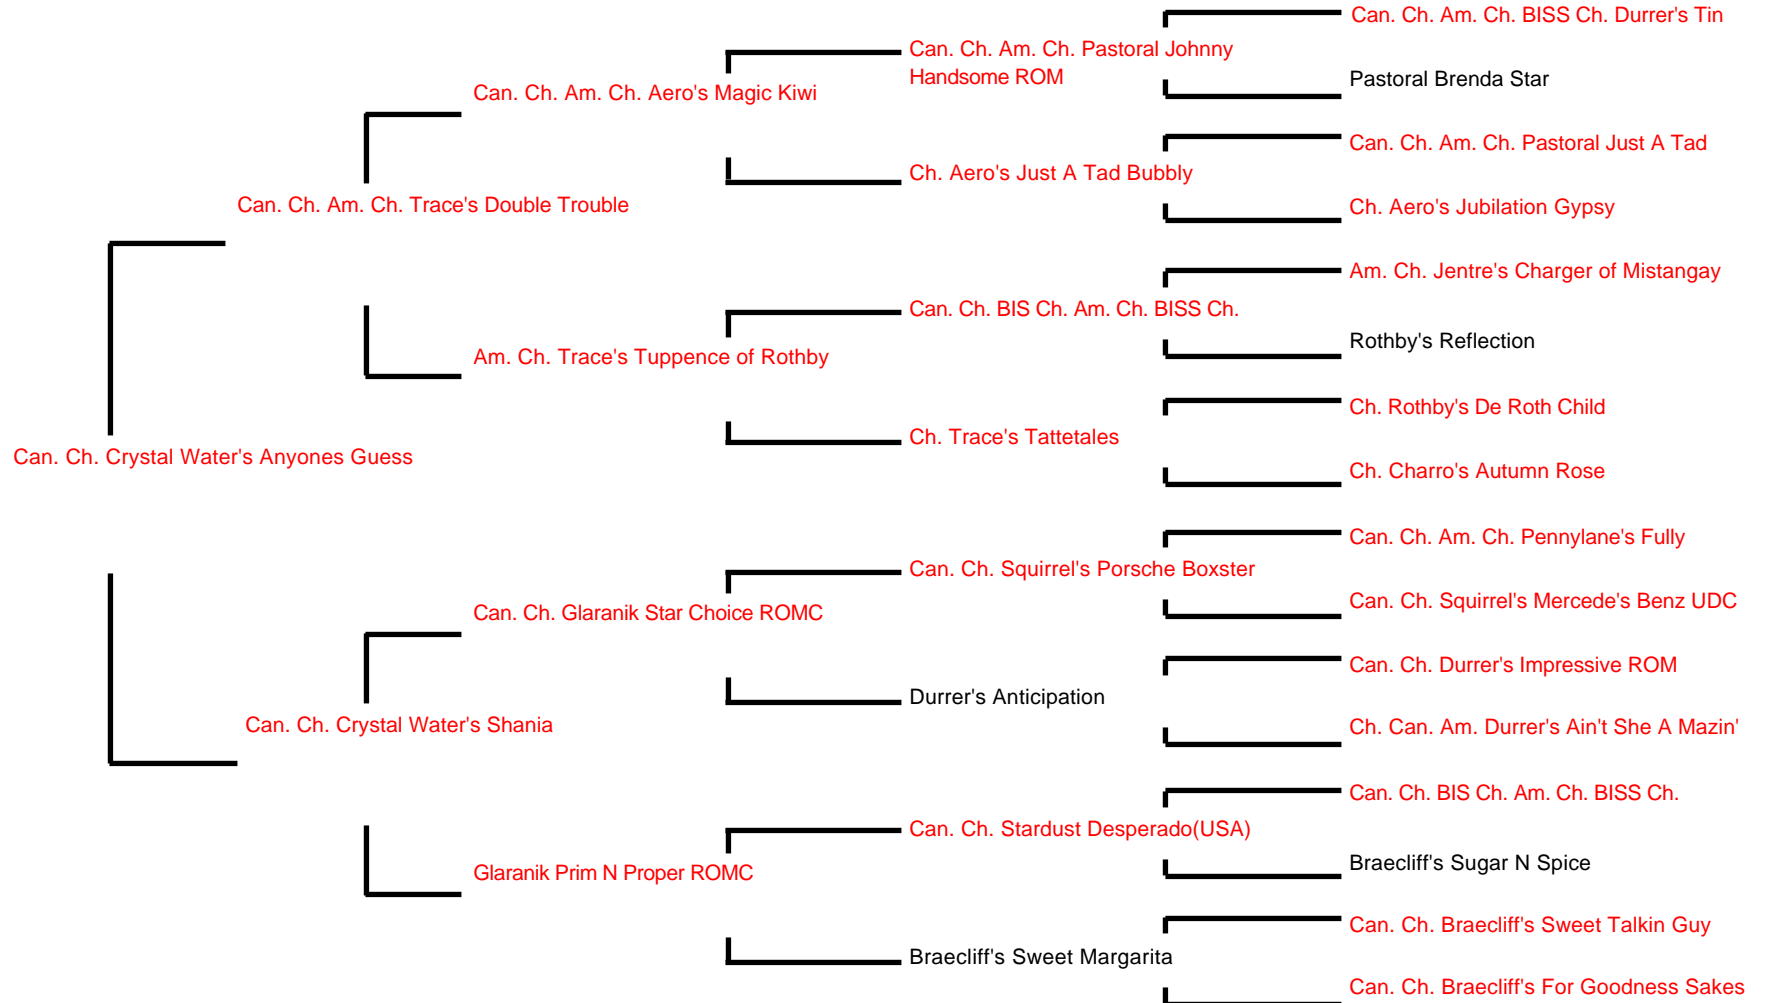 Can. Ch. Am. Ch. BISS Ch. Durrer's Tin
Can. Ch. Am. Ch. Pastoral Johnny
Handsome ROM
Pastoral Brenda Star
Can. Ch. Am. Ch. Aero's Magic Kiwi
Can. Ch. Am. Ch. Pastoral Just A Tad
Ch. Aero's Just A Tad Bubbly
Ch. Aero's Jubilation Gypsy
Can. Ch. Am. Ch. Trace's Double Trouble
Am. Ch. Jentre's Charger of Mistangay
Can. Ch. BIS Ch. Am. Ch. BISS Ch.
Rothby's Reflection
Am. Ch. Trace's Tuppence of Rothby
Ch. Rothby's De Roth Child
Ch. Trace's Tattetales
Ch. Charro's Autumn Rose
Can. Ch. Crystal Water's Anyones Guess
Can. Ch. Am. Ch. Pennylane's Fully
Can. Ch. Squirrel's Porsche Boxster
Can. Ch. Squirrel's Mercede's Benz UDC
Can. Ch. Glaranik Star Choice ROMC
Can. Ch. Durrer's Impressive ROM
Durrer's Anticipation
Ch. Can. Am. Durrer's Ain't She A Mazin'
Can. Ch. Crystal Water's Shania
Can. Ch. BIS Ch. Am. Ch. BISS Ch.
Can. Ch. Stardust Desperado(USA)
Braecliff's Sugar N Spice
Glaranik Prim N Proper ROMC
Can. Ch. Braecliff's Sweet Talkin Guy
Braecliff's Sweet Margarita
Can. Ch. Braecliff's For Goodness Sakes